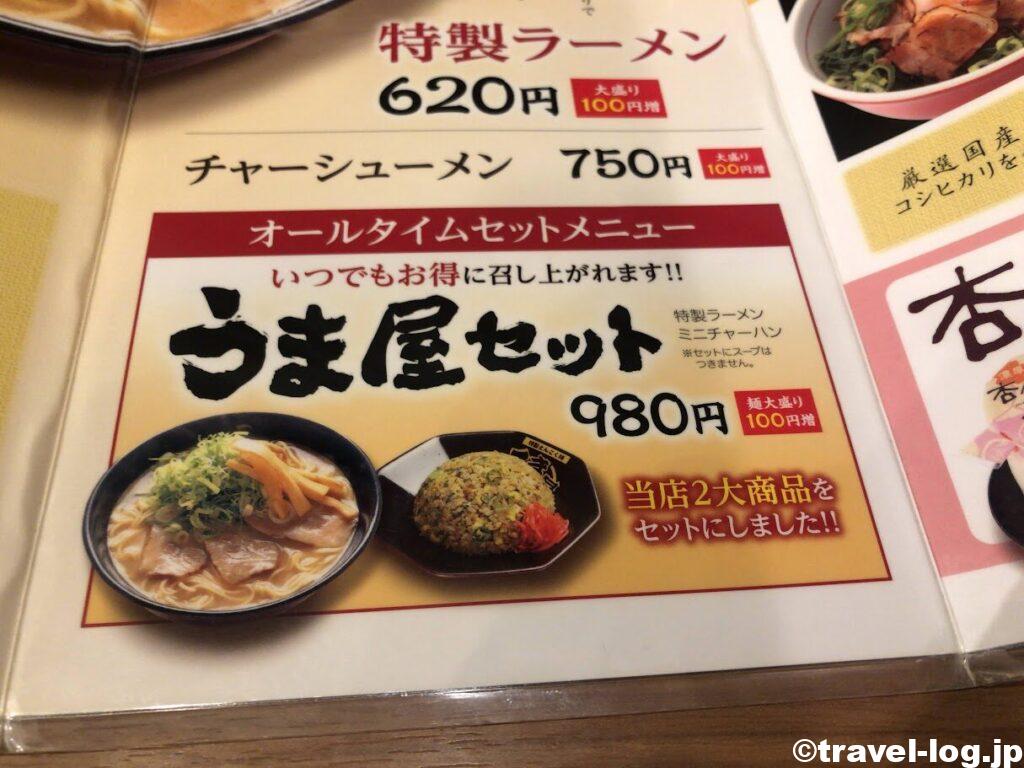 特製ラーメン
620円
大盛り
100円増
チャーシューメン 750円
大盛り
100円増
オールタイムセットメニュー
いつでもお得に召し上がれます!!
うま屋セット
特製ラーメン
ミニチャーハン
※セットにスープは
つきません。
980円
麺大盛り
100円増
当店2大商品を
セットにしました!!
厳選国産
コシヒカリを
杏
©travel-log.jp